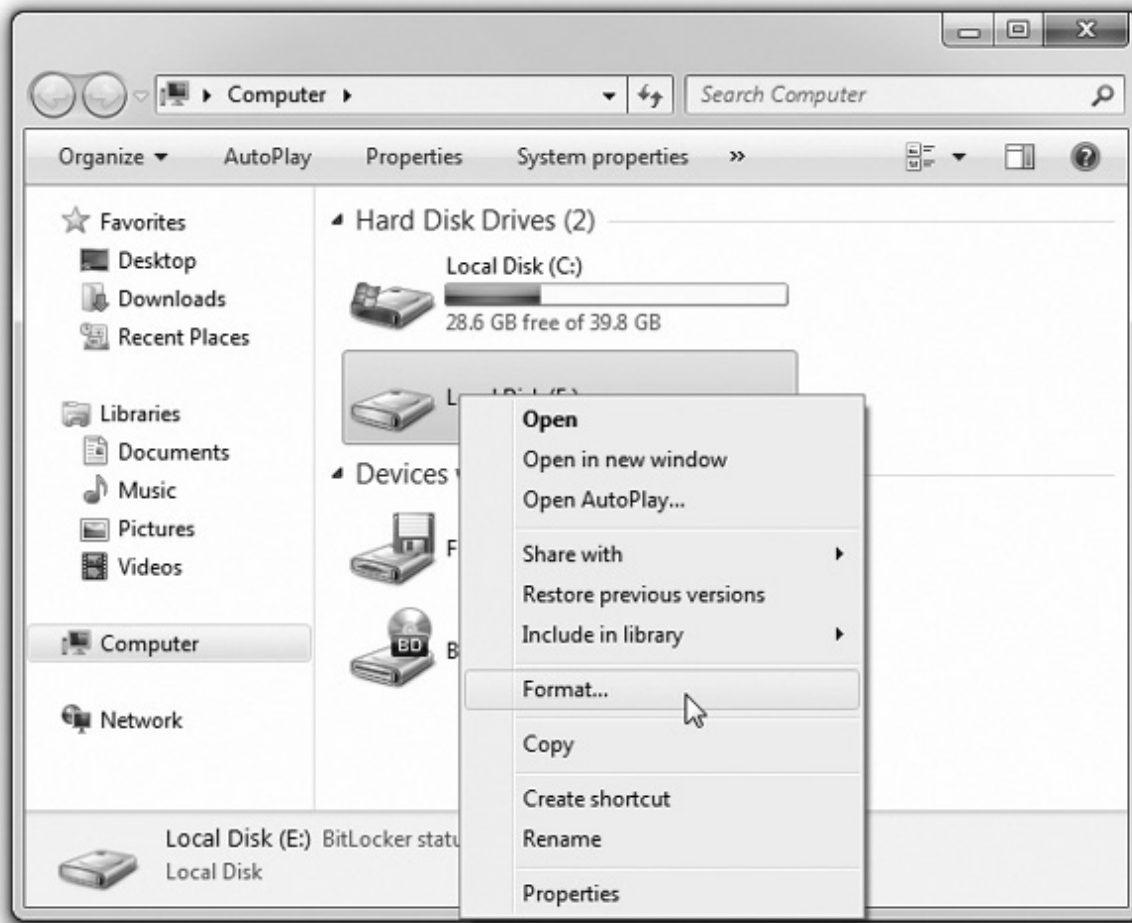 Computer
Search Computer
Organize AutoPlay Properties System properties »
Favorites
Desktop
Downloads
Recent Places
Libraries
Documents
Music
Pictures
Videos
Computer
Network
Hard Disk Drives (2)
Local Disk (C:)
28.6 GB free of 39.8 GB
Devices
BD
Open
Open in new window
Open AutoPlay...
Share with
Restore previous versions
Include in library
Format...
Copy
Create shortcut
Rename
Properties
Local Disk (E:) BitLocker
Local Disk